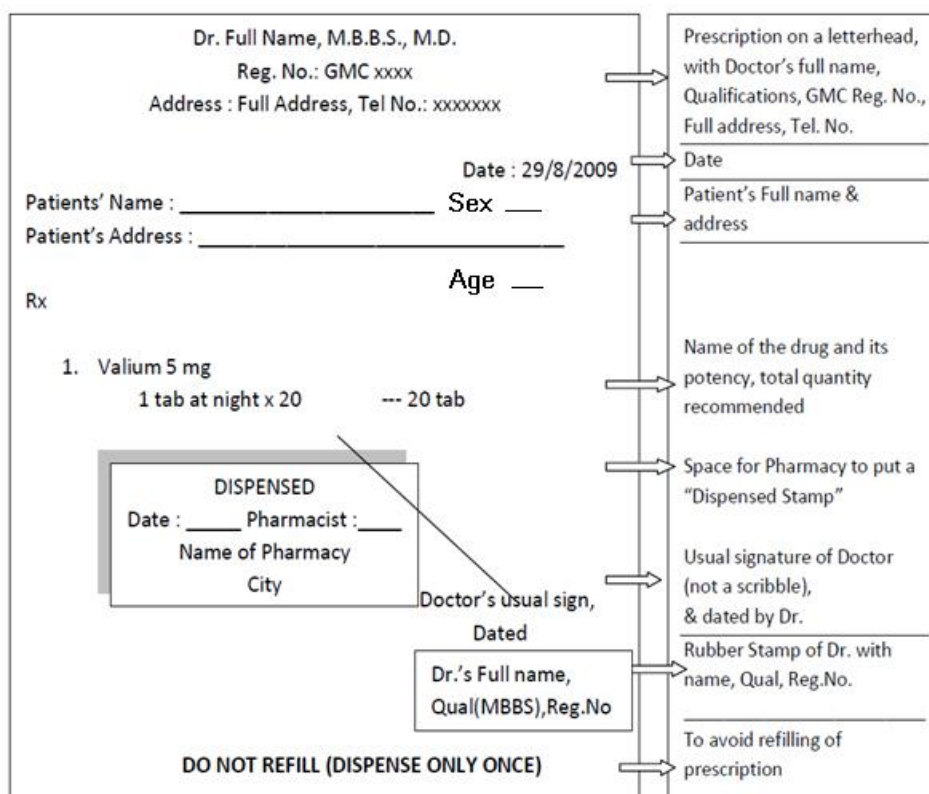 Dr. Full Name, M.B.B.S., M.D.
Reg. No.: GMC xxxx
Address : Full Address, Tel No.: xxxxxxx
Date : 29/8/2009
Patients' Name : ____________________ Sex ___
Patient's Address : ____________________________
Age ___
Rx
1. Valium 5 mg
1 tab at night x 20 --- 20 tab
DISPENSED
Date : _____ Pharmacist :____
Name of Pharmacy
City
Doctor's usual sign,
Dated
Dr.'s Full name,
Qual(MBBS),Reg.No
DO NOT REFILL (DISPENSE ONLY ONCE)
Prescription on a letterhead,
with Doctor's full name,
Qualifications, GMC Reg. No.,
Full address, Tel. No.
Date
Patient's Full name &
address
Name of the drug and its
potency, total quantity
recommended
Space for Pharmacy to put a
“Dispensed Stamp”
Usual signature of Doctor
(not a scribble),
& dated by Dr.
Rubber Stamp of Dr. with
name, Qual, Reg.No.
To avoid refilling of
prescription